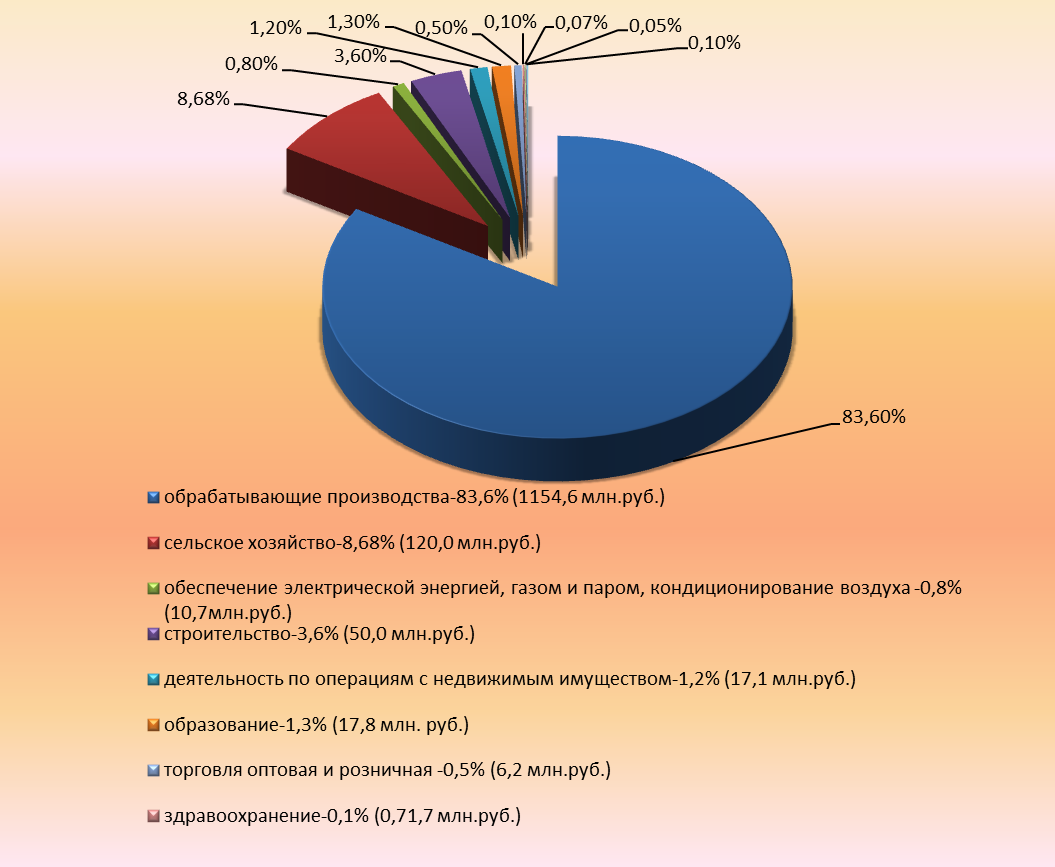 1,20%
1,30%
0,50%
0,10%
0,07%
0,05%
0,10%
0,80%
3,60%
8,68%
83,60%
обрабатывающие производства-83,6% (1154,6 млн.руб.)
сельское хозяйство-8,68% (120,0 млн.руб.)
обеспечение электрической энергией, газом и паром, кондиционирование воздуха -0,8%
(10,7млн.руб.)
строительство-3,6% (50,0 млн.руб.)
деятельность по операциям с недвижимым имуществом-1,2% (17,1 млн.руб.)
образование-1,3% (17,8 млн. руб.)
торговля оптовая и розничная -0,5% (6,2 млн.руб.)
здравоохранение-0,1% (0,71,7 млн.руб.)